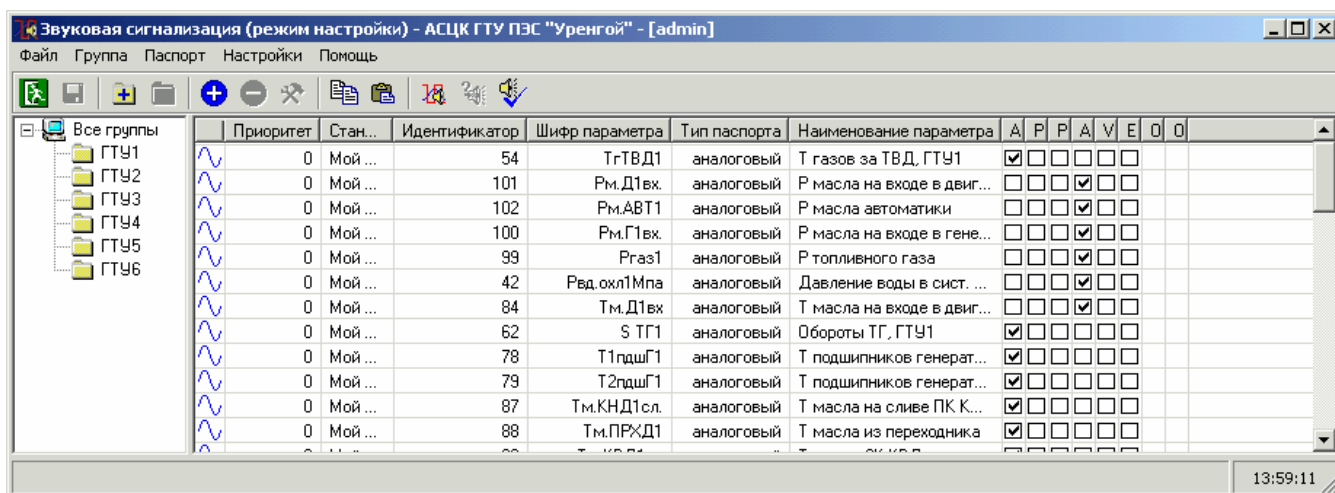 Звуковая сигнализация (режим настройки) - АСЦК ГТУ ПЭС "Уренгой" - [admin]
Файл Группа Паспорт Настройки Помощь
Все группы
ГТУ1
ГТУ2
ГТУ3
ГТУ4
ГТУ5
ГТУ6
Приоритет Стан... Идентификатор Шифр параметра Тип паспорта Наименование параметра A P P A V E O O
0 Мой ... 54 ТгТВД1 аналоговый Т газов за ТВД, ГТУ1
0 Мой ... 101 Рм.Д1вх. аналоговый Р масла на входе в двиг...
0 Мой ... 102 Рм.АВТ1 аналоговый Р масла автоматики
0 Мой ... 100 Рм.Г1вх. аналоговый Р масла на входе в гене...
0 Мой ... 99 Ргаз1 аналоговый Р топливного газа
0 Мой ... 42 Рвд.охл1Мпа аналоговый Давление воды в сист. ...
0 Мой ... 84 Тм.Д1вх аналоговый Т масла на входе в двиг...
0 Мой ... 62 S ТГ1 аналоговый Обороты ТГ, ГТУ1
0 Мой ... 78 Т1пдшГ1 аналоговый Т подшипников генерат...
0 Мой ... 79 Т2пдшГ1 аналоговый Т подшипников генерат...
0 Мой ... 87 Тм.КНД1сл. аналоговый Т масла на сливе ПК К...
0 Мой ... 88 Тм.ПРХД1 аналоговый Т масла из переходника
13:59:11